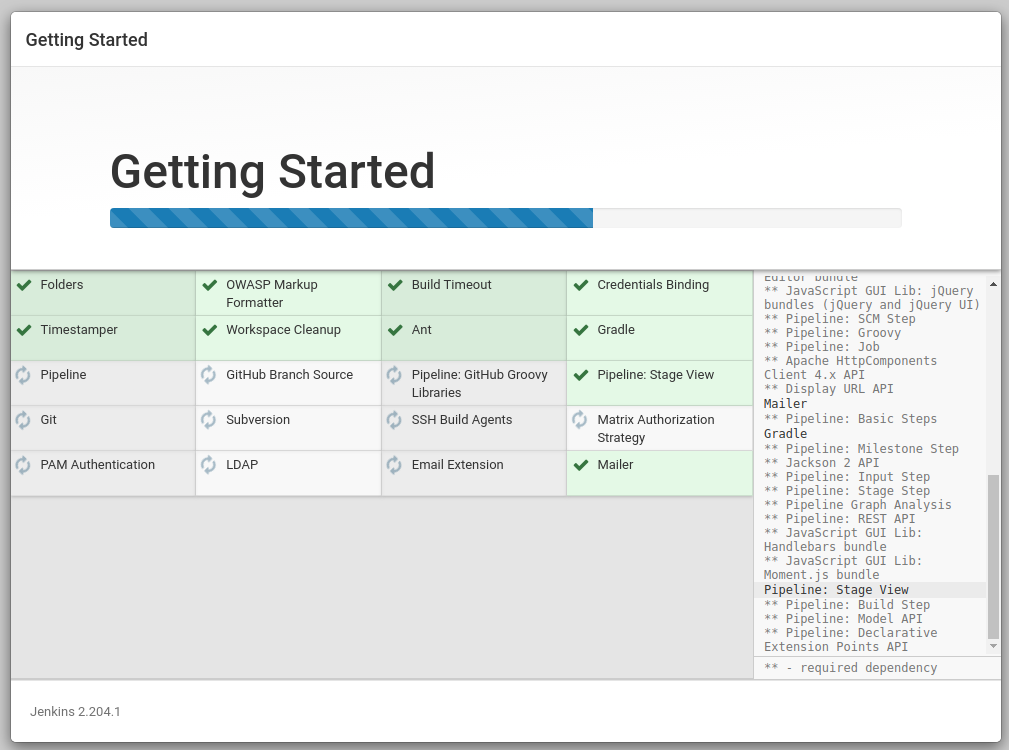 Getting Started
Getting Started
Folders
OWASP Markup
Formatter
Build Timeout
Credentials Binding
Timestamper
Workspace Cleanup
Ant
Gradle
Pipeline
GitHub Branch Source
Pipeline: GitHub Groovy
Libraries
Pipeline: Stage View
Git
Subversion
SSH Build Agents
Matrix Authorization
Strategy
PAM Authentication
LDAP
Email Extension
Mailer
Editor bundle
** JavaScript GUI Lib: jQuery
bundles (jQuery and jQuery UI)
** Pipeline: SCM Step
** Pipeline: Groovy
** Pipeline: Job
** Apache HttpComponents
Client 4.x API
** Display URL API
Mailer
** Pipeline: Basic Steps
Gradle
** Pipeline: Milestone Step
** Jackson 2 API
** Pipeline: Input Step
** Pipeline: Stage Step
** Pipeline Graph Analysis
** Pipeline: REST API
** JavaScript GUI Lib:
Handlebars bundle
** JavaScript GUI Lib:
Moment.js bundle
Pipeline: Stage View
** Pipeline: Build Step
** Pipeline: Model API
** Pipeline: Declarative
Extension Points API
** - required dependency
Jenkins 2.204.1